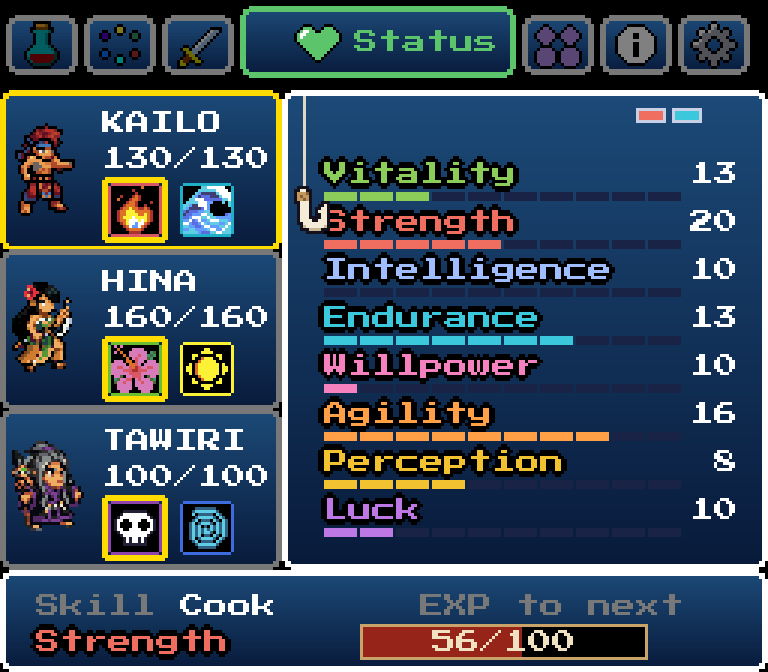 Status
KAILO
130/130
HINA
160/160
TAWIRI
100/100
Vitality 13
Strength 20
Intelligence 10
Endurance 13
Willpower 10
Agility 16
Perception 8
Luck 10
Skill Cook
Strength
EXP to next
56/100